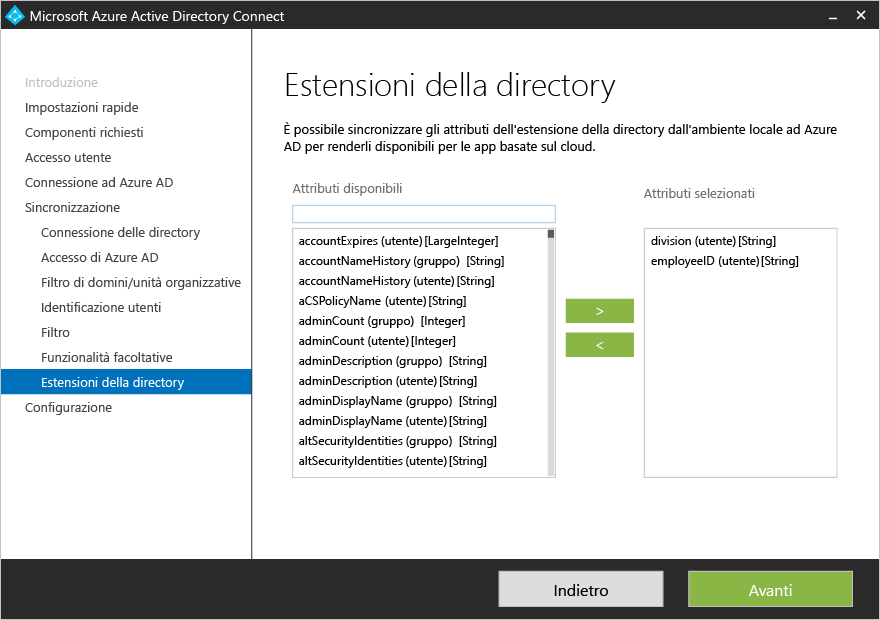 Microsoft Azure Active Directory Connect
Introduzione
Impostazioni rapide
Componenti richiesti
Accesso utente
Connessione ad Azure AD
Sincronizzazione
Connessione delle directory
Accesso di Azure AD
Filtro di domini/unità organizzative
Identificazione utenti
Filtro
Funzionalità facoltative
Estensioni della directory
Configurazione
Estensioni della directory
È possibile sincronizzare gli attributi dell'estensione della directory dall'ambiente locale ad Azure
AD per renderli disponibili per le app basate sul cloud.
Attributi disponibili
accountExpires (utente) [LargeInteger]
accountNameHistory (gruppo) [String]
accountNameHistory (utente) [String]
aCSPolicyName (utente) [String]
adminCount (gruppo) [Integer]
adminCount (utente) [Integer]
adminDescription (gruppo) [String]
adminDescription (utente) [String]
adminDisplayName (gruppo) [String]
adminDisplayName (utente) [String]
altSecurityIdentities (gruppo) [String]
altSecurityIdentities (utente) [String]
>
<
Attributi selezionati
division (utente) [String]
employeeID (utente) [String]
Indietro
Avanti